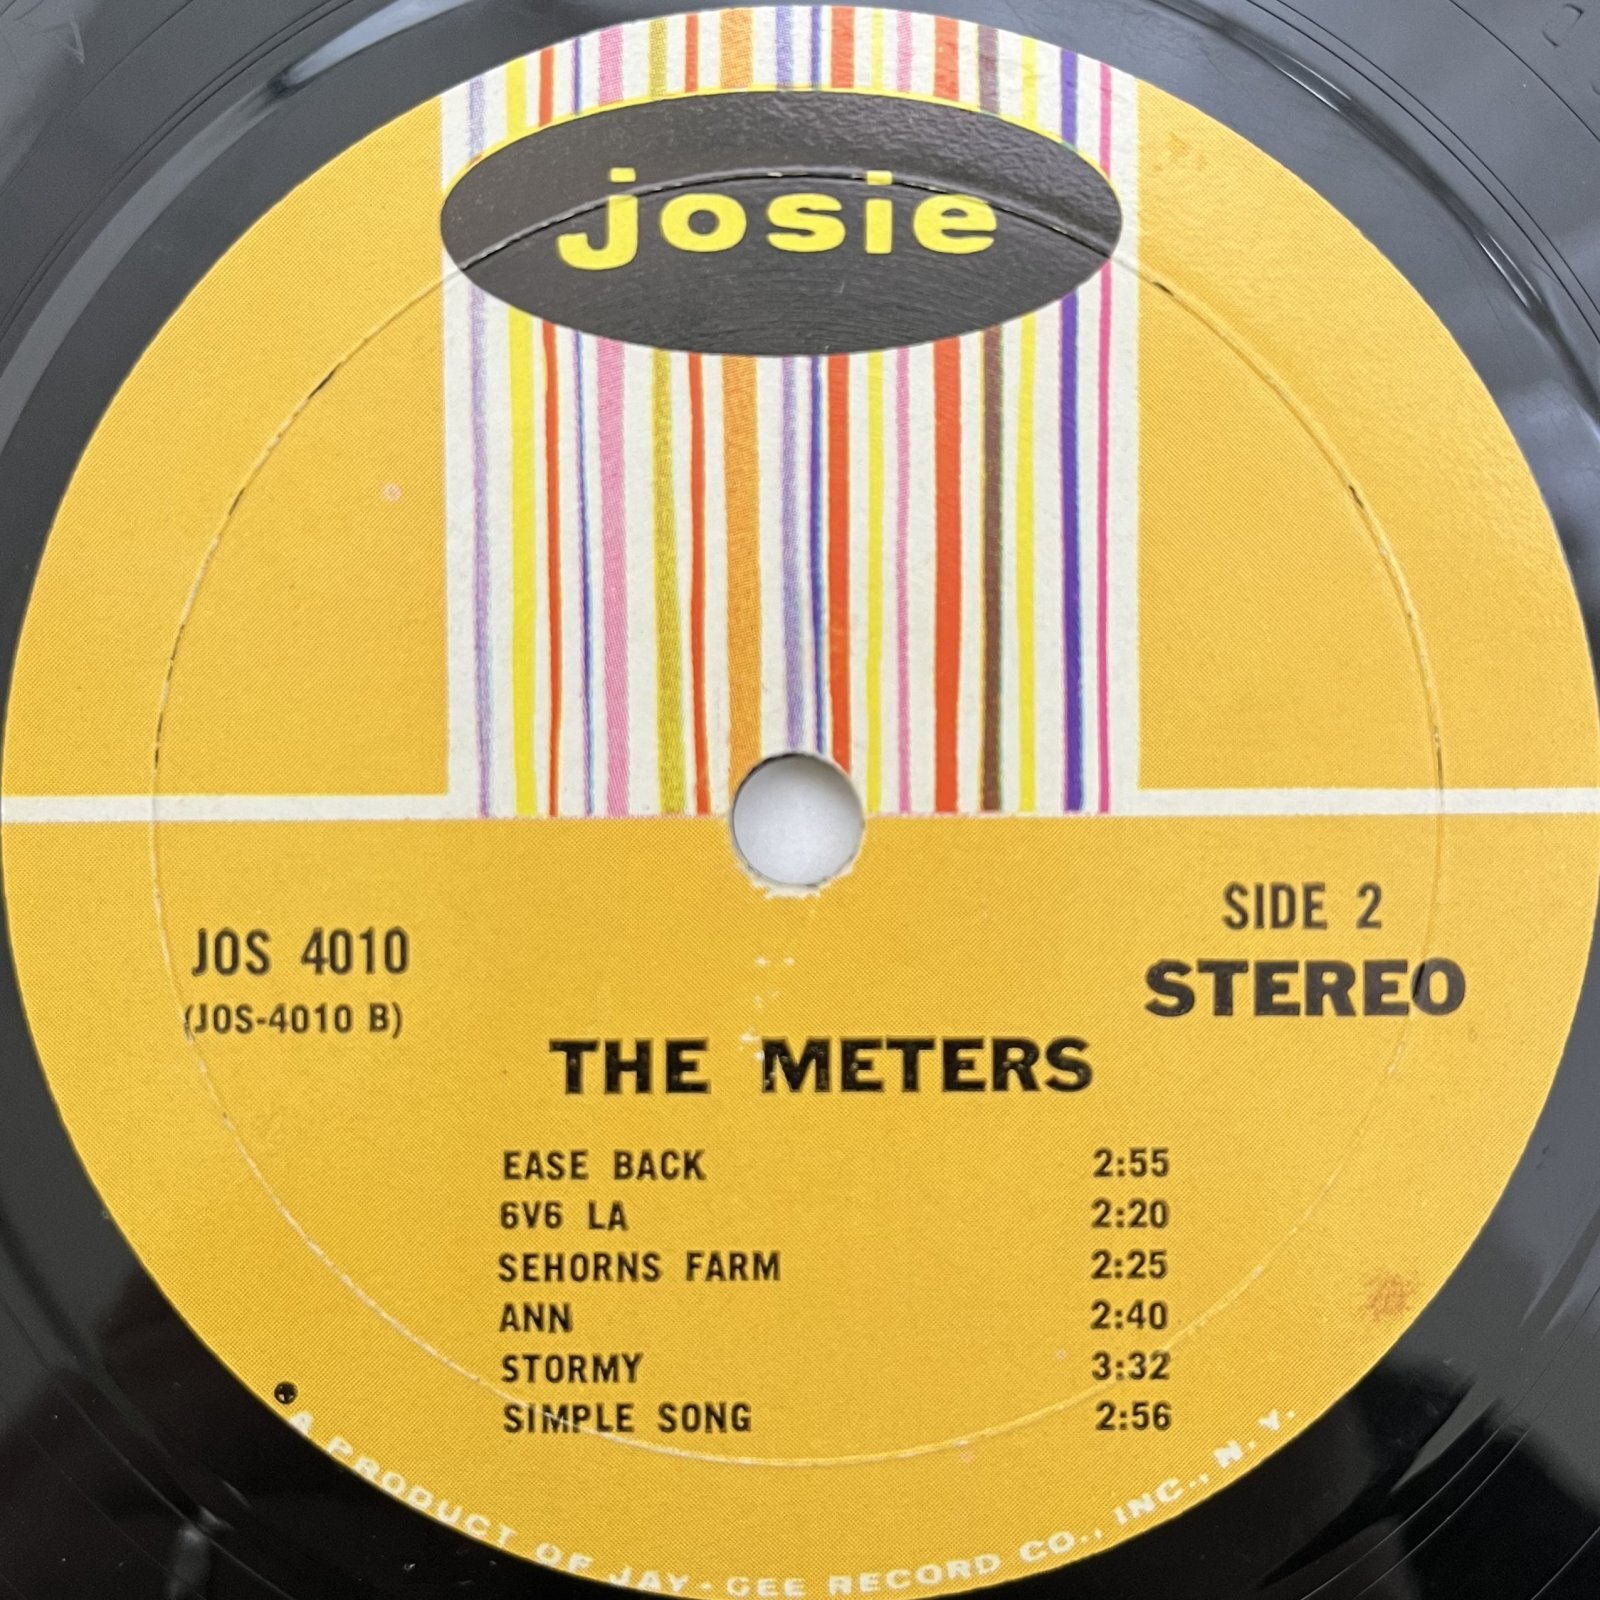 josie
SIDE 2
JOS 4010
STEREO
(JOS-4010 B)
THE METERS
EASE BACK 2:55
6V6 LA 2:20
SEHORNS FARM 2:25
ANN 2:40
STORMY 3:32
SIMPLE SONG 2:56
A PRODUCT OF JAY-GEE RECORD CO., INC., N.Y.